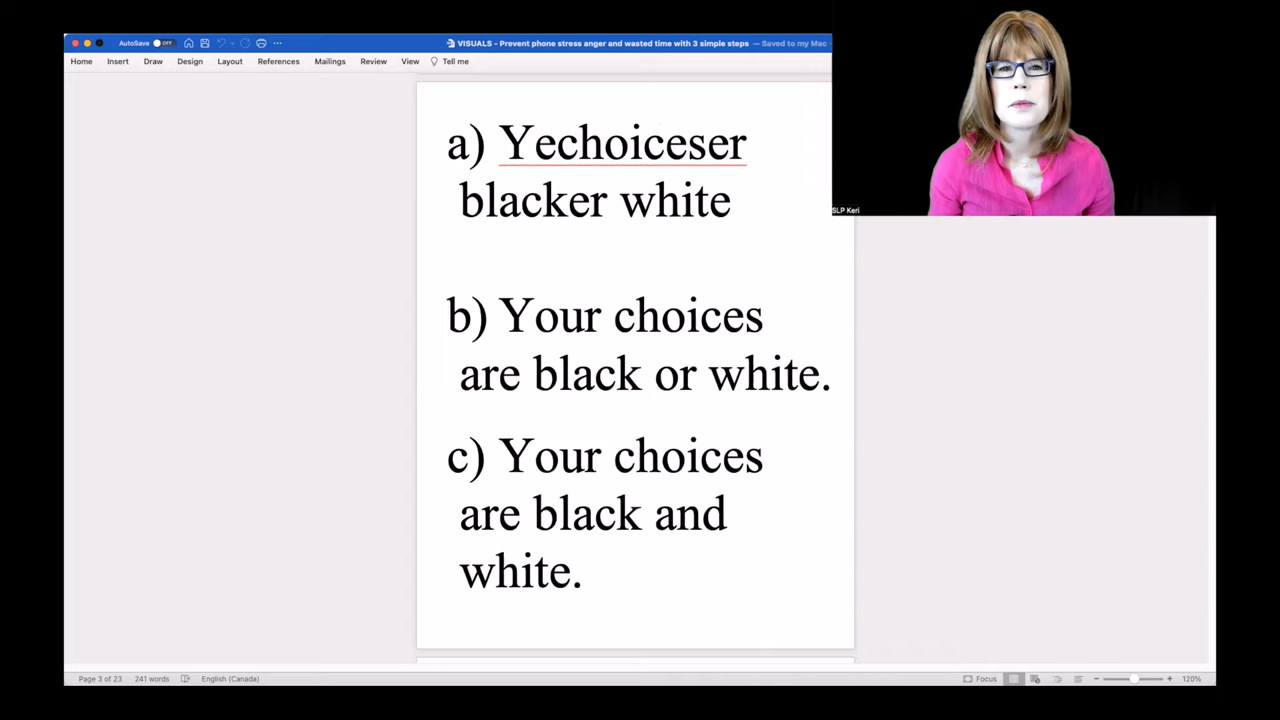 AutoSave OFF
VISUALS - Prevent phone stress anger and wasted time with 3 simple steps — Saved to my Mac
Home Insert Draw Design Layout References Mailings Review View Tell me
SLP Keri
a) Yechoiceser
blacker white
b) Your choices
are black or white.
c) Your choices
are black and
white.
Page 3 of 23 241 words English (Canada) Focus 120%